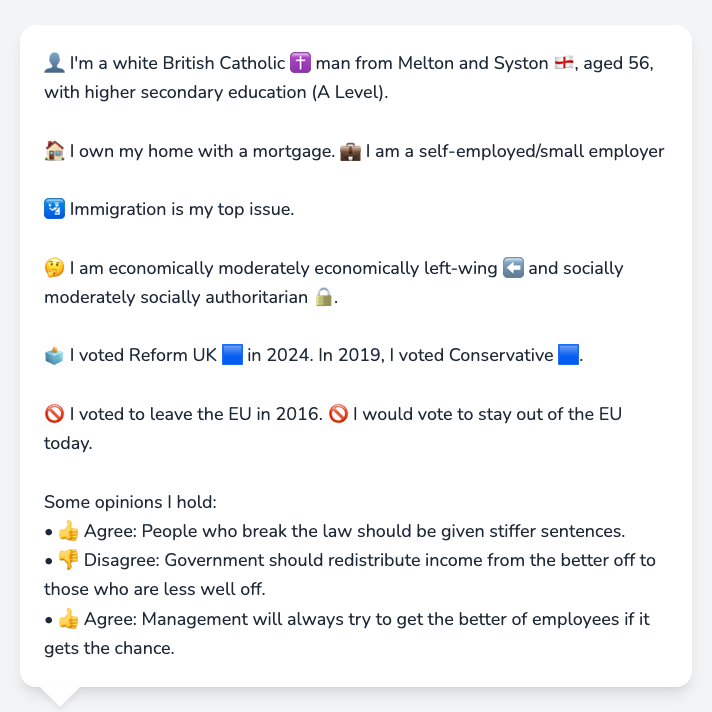 👤 I'm a white British Catholic ✝️ man from Melton and Syston 🏴󠁧󠁢󠁥󠁮󠁧󠁿, aged 56,
with higher secondary education (A Level).
🏠 I own my home with a mortgage. 💼 I am a self-employed/small employer
🛂 Immigration is my top issue.
🤔 I am economically moderately economically left-wing ⬅️ and socially
moderately socially authoritarian 🔒.
🗳️ I voted Reform UK 🟦 in 2024. In 2019, I voted Conservative 🟦.
🚫 I voted to leave the EU in 2016. 🚫 I would vote to stay out of the EU
today.
Some opinions I hold:
• 👍 Agree: People who break the law should be given stiffer sentences.
• 👎 Disagree: Government should redistribute income from the better off to
those who are less well off.
• 👍 Agree: Management will always try to get the better of employees if it
gets the chance.